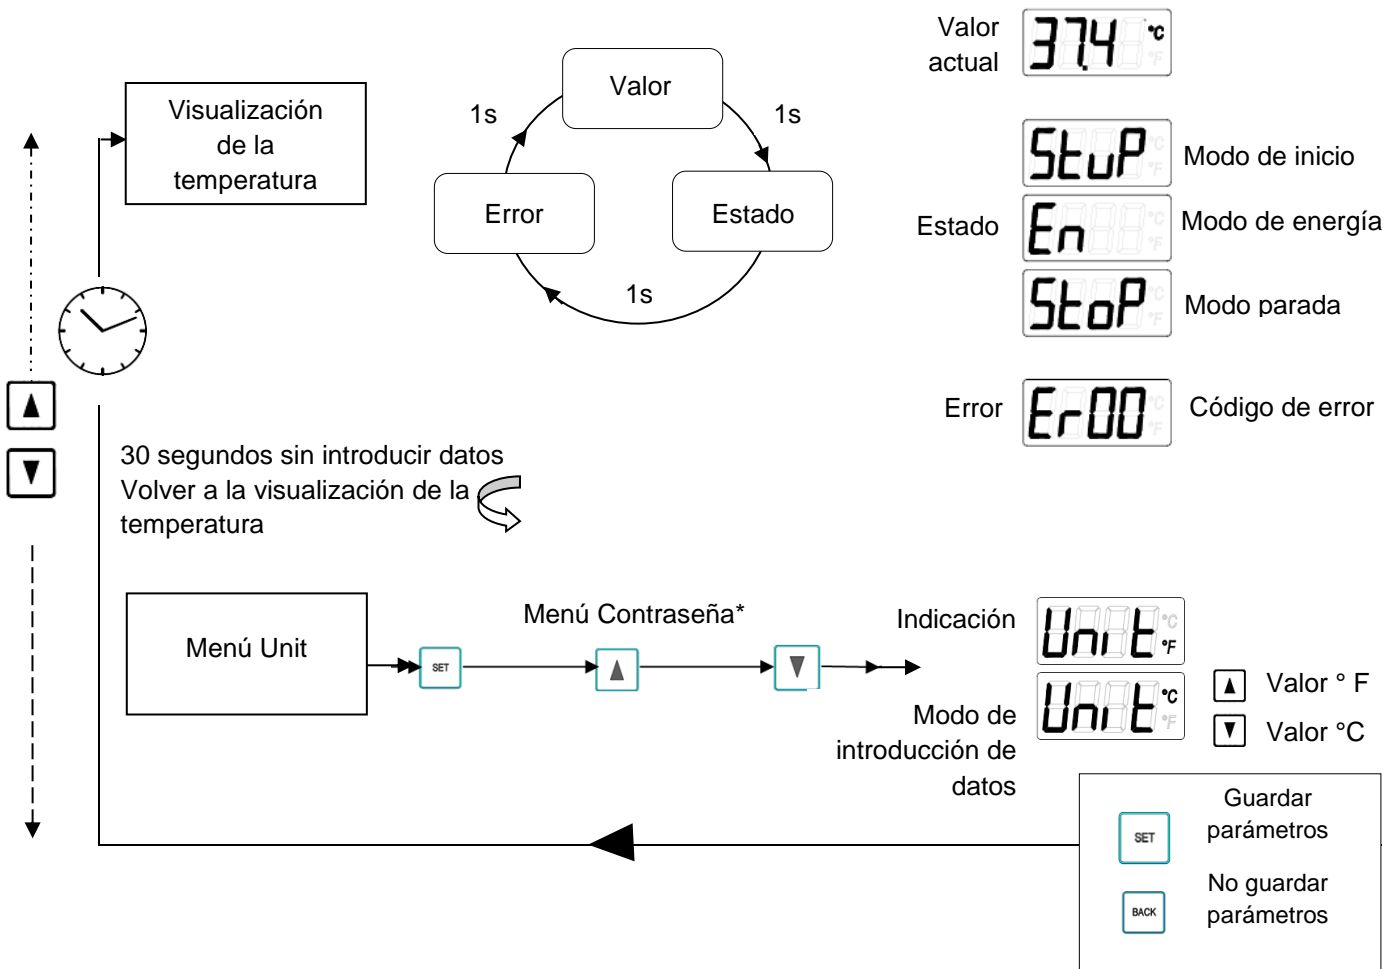 Valor
actual
37.4 °C
°F
Visualización
de la
temperatura
Valor
1s
1s
Error
Estado
1s
StuP °C
°F
Modo de inicio
Estado
En °C
°F
Modo de energía
StoP °C
°F
Modo parada
Error
Er00 °C
°F
Código de error
30 segundos sin introducir datos
Volver a la visualización de la
temperatura
Menú Unit
SET
Menú Contraseña*
Indicación
Unit °C
°F
Modo de
introducción de
datos
Unit °C
°F
Valor ° F
Valor °C
SET
Guardar
parámetros
BACK
No guardar
parámetros